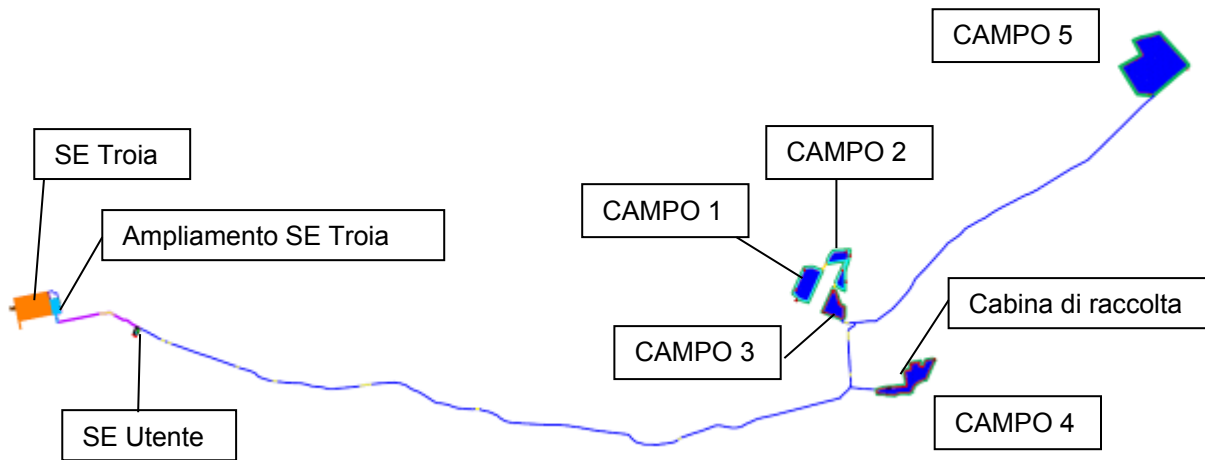 CAMPO 5
SE Troia
CAMPO 2
CAMPO 1
Ampliamento SE Troia
Cabina di raccolta
CAMPO 3
SE Utente
CAMPO 4